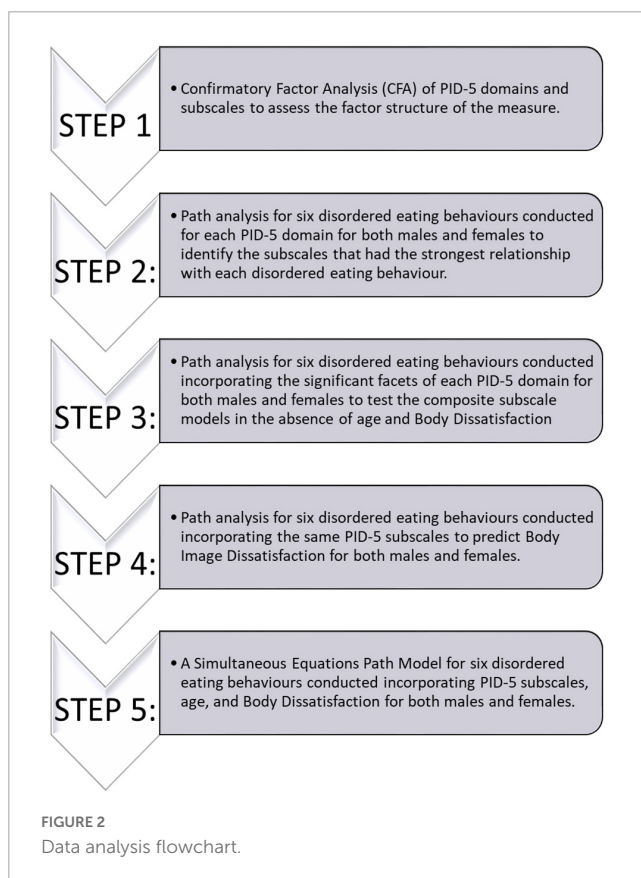 STEP 1
• Confirmatory Factor Analysis (CFA) of PID-5 domains and
subscales to assess the factor structure of the measure.
STEP 2:
• Path analysis for six disordered eating behaviours conducted
for each PID-5 domain for both males and females to
identify the subscales that had the strongest relationship
with each disordered eating behaviour.
STEP 3:
• Path analysis for six disordered eating behaviours conducted
incorporating the significant facets of each PID-5 domain for
both males and females to test the composite subscale
models in the absence of age and Body Dissatisfaction
STEP 4:
• Path analysis for six disordered eating behaviours conducted
incorporating the same PID-5 subscales to predict Body
Image Dissatisfaction for both males and females.
STEP 5:
• A Simultaneous Equations Path Model for six disordered
eating behaviours conducted incorporating PID-5 subscales,
age, and Body Dissatisfaction for both males and females.
FIGURE 2
Data analysis flowchart.